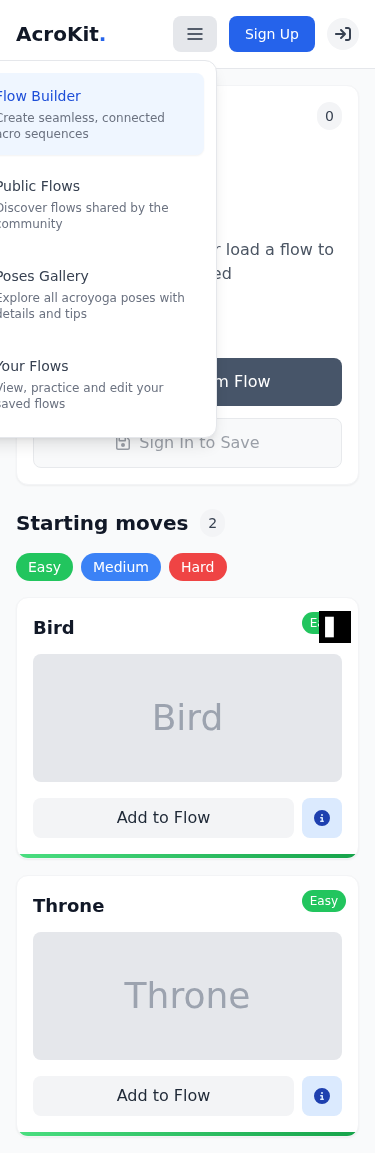 AcroKit.
Sign Up
Flow Builder
Create seamless, connected
acro sequences
0
Public Flows
Discover flows shared by the
community
load a flow to
Poses Gallery
Explore all acroyoga poses with
details and tips
Your Flows
View, practice and edit your
saved flows
Flow
Sign In to Save
Starting moves 2
Easy Medium Hard
Bird
Bird
Add to Flow
Throne Easy
Throne
Add to Flow